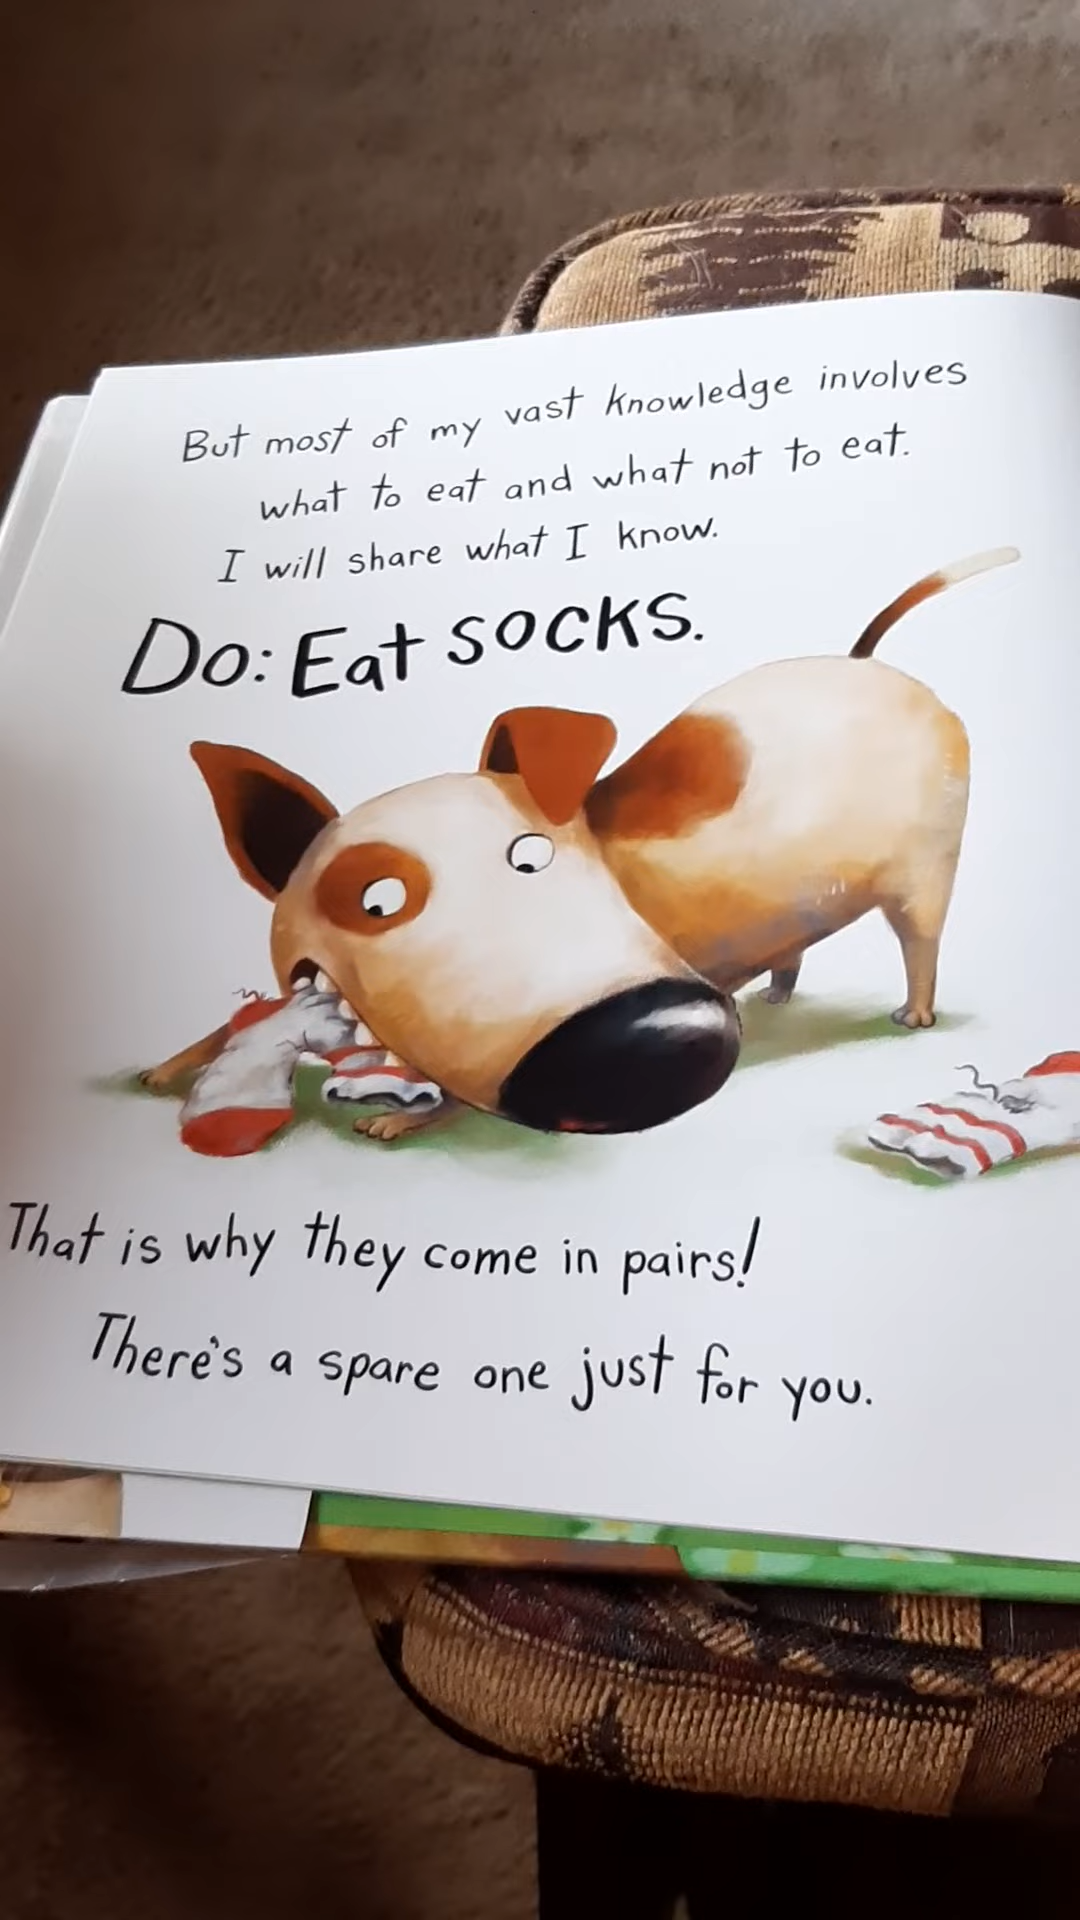 But most of my vast knowledge involves
what to eat and what not to eat.
I will share what I know.
Do: Eat socks.
That is why they come in pairs!
There's a spare one just for you.